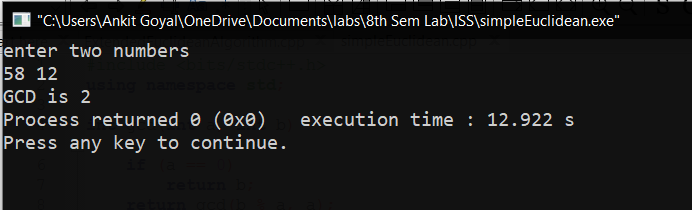 "C:\Users\Ankit Goyal\OneDrive\Documents\labs\8th Sem Lab\ISS\simpleEuclidean.exe"
enter two numbers
58 12
GCD is 2
Process returned 0 (0x0)   execution time : 12.922 s
Press any key to continue.